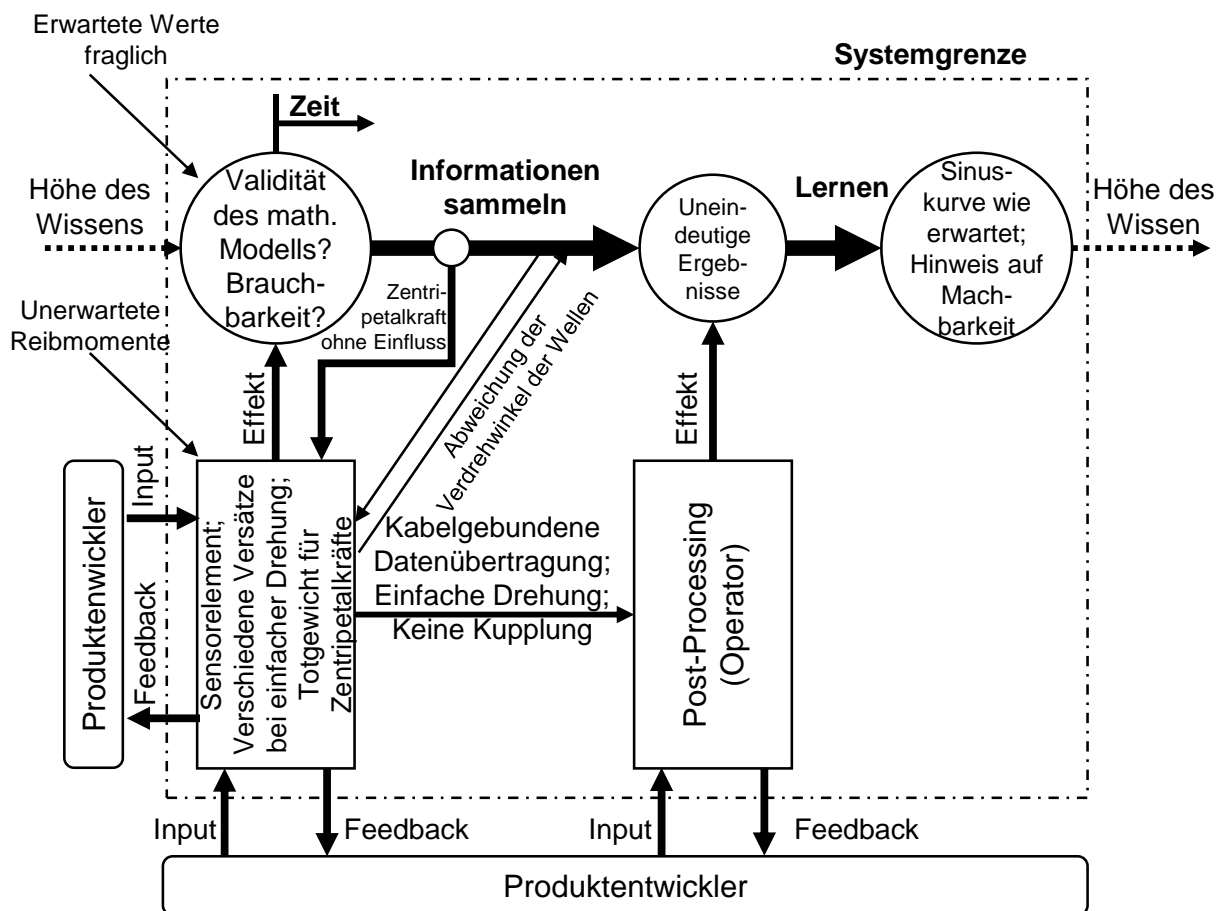 Erwartete Werte
fraglich
Systemgrenze
Zeit
Höhe des
Wissens
Validität
des math.
Modells?
Brauch-
barkeit?
Informationen
sammeln
Unein-
deutige
Ergeb-
nisse
Lernen
Sinus-
kurve wie
erwartet;
Hinweis auf
Mach-
barkeit
Höhe des
Wissen
Unerwartete
Reibmomente
Zentri-
petalkraft
ohne Einfluss
Abweichung der
Verdrehwinkel der Wellen
Effekt
Effekt
Produktenwickler
Input
Feedback
Sensorelement;
Verschiedene Versätze
bei einfacher Drehung;
Totgewicht für
Zentripetalkräfte
Kabelgebundene
Datenübertragung;
Einfache Drehung;
Keine Kupplung
Post-Processing
(Operator)
Input
Feedback
Input
Feedback
Produktentwickler